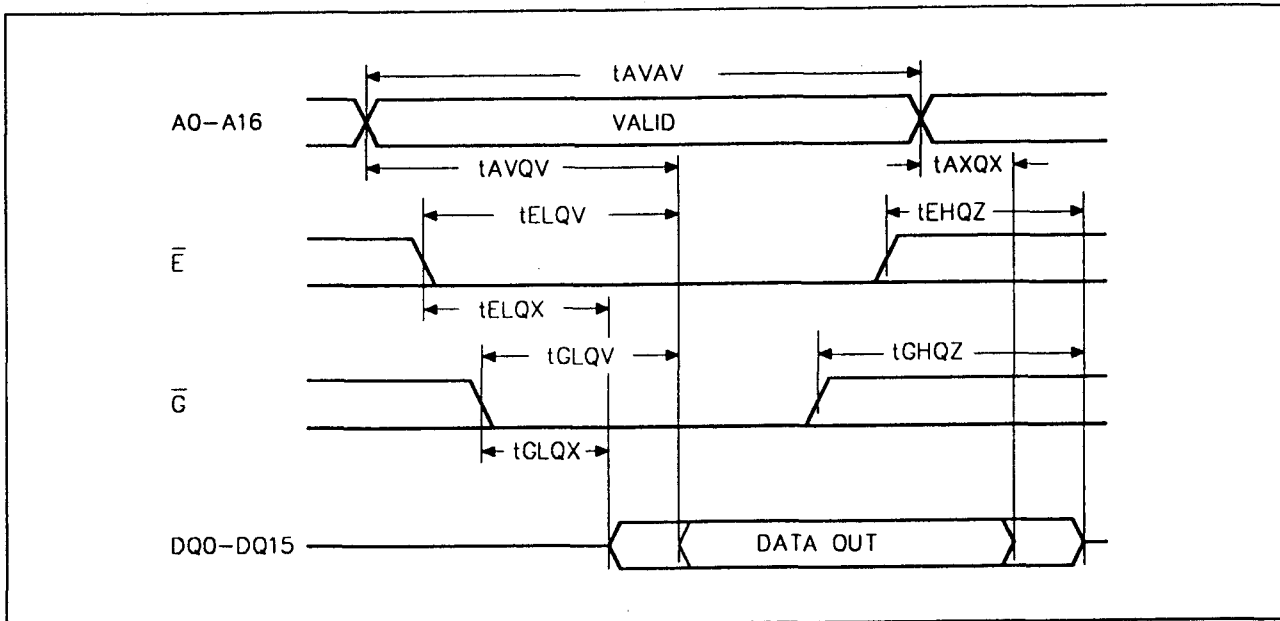 tAVAV
A0-A16
VALID
tAVQV
tAXQX
tELQV
tEHQZ
E̅
tELQX
tGLQV
tGHQZ
G̅
tGLQX
DQ0-DQ15
DATA OUT